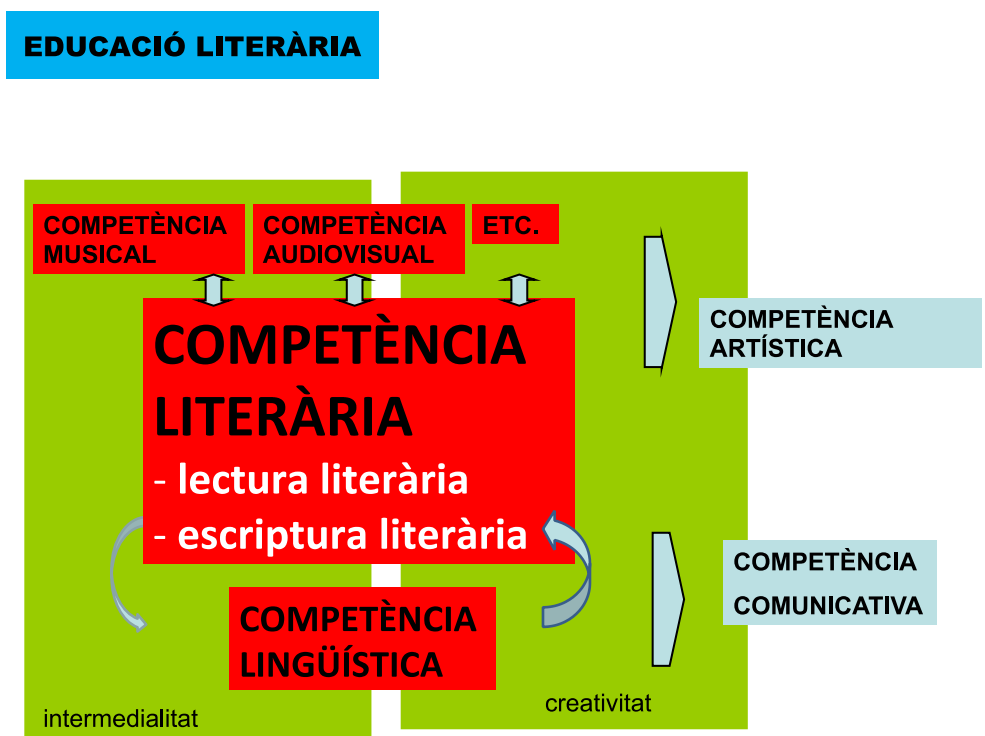 EDUCACIÓ LITERÀRIA
COMPETÈNCIA
MUSICAL
COMPETÈNCIA
AUDIOVISUAL
ETC.
COMPETÈNCIA
LITERÀRIA
- lectura literària
- escriptura literària
COMPETÈNCIA
LINGÜÍSTICA
COMPETÈNCIA
ARTÍSTICA
COMPETÈNCIA
COMUNICATIVA
intermedialitat
creativitat